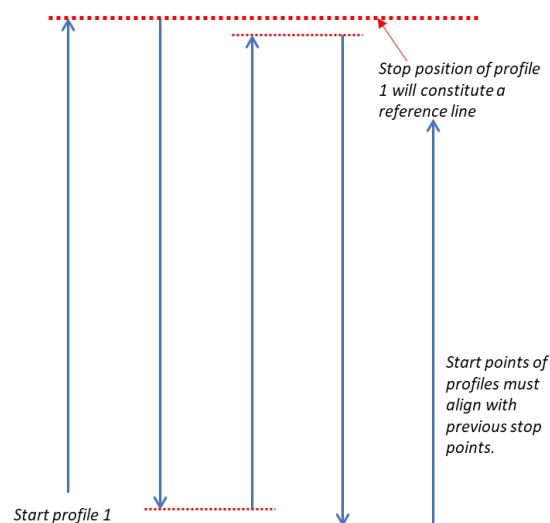 Stop position of profile
1 will constitute a
reference line
Start points of
profiles must
align with
previous stop
points.
Start profile 1